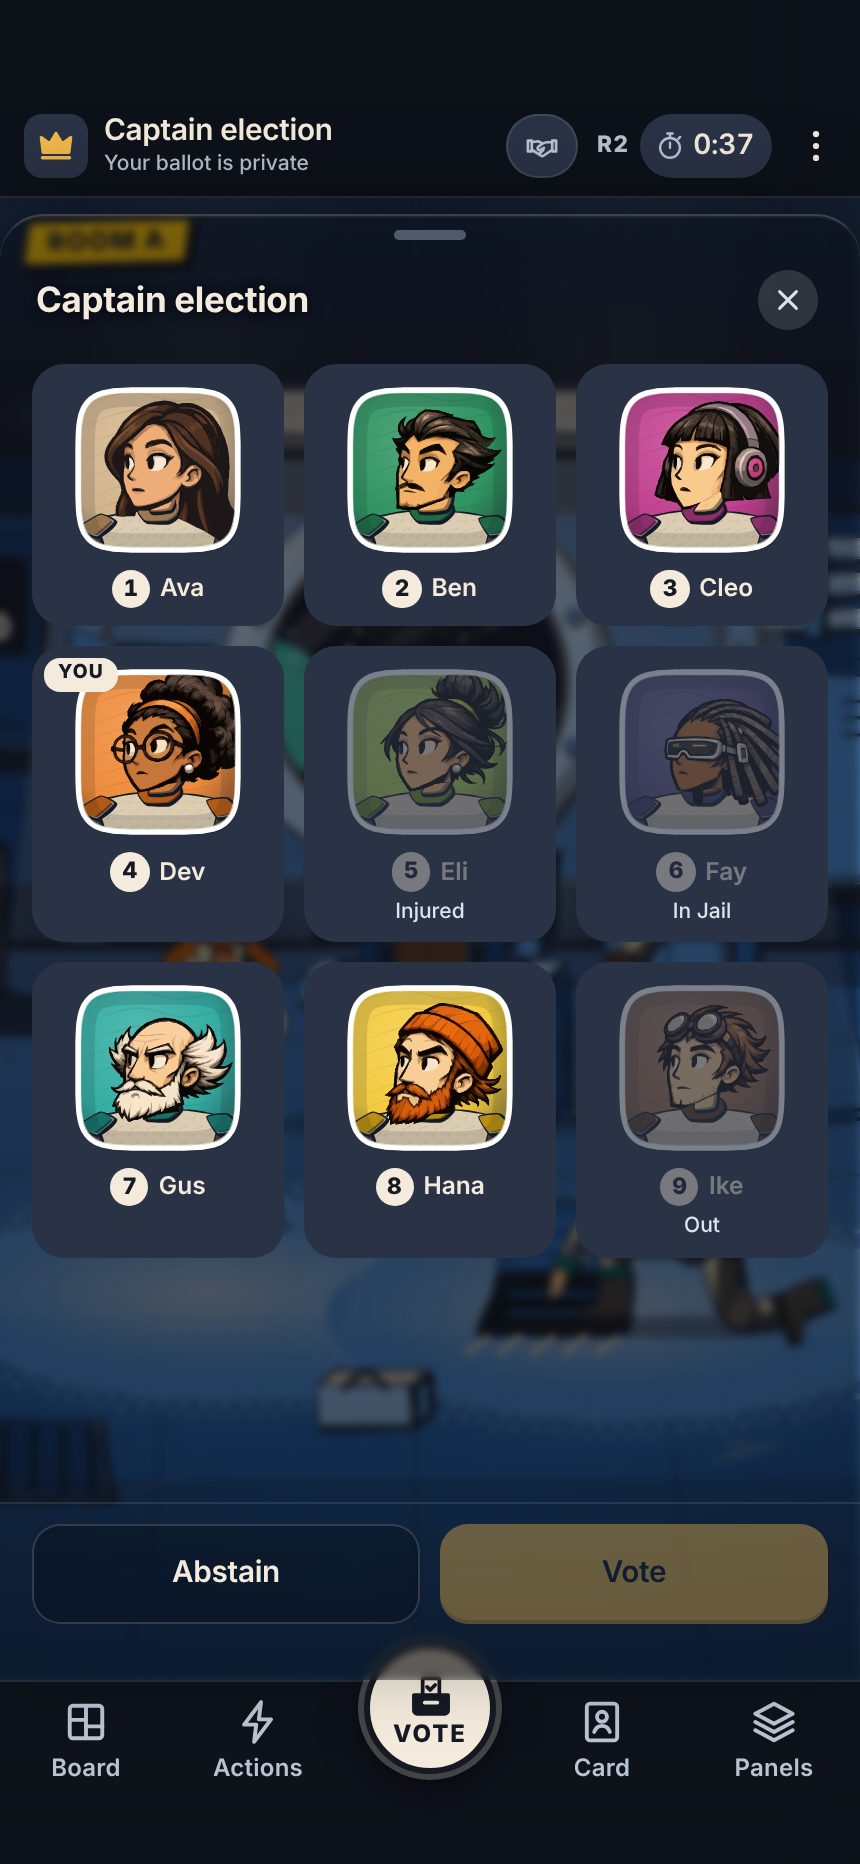 Captain election
Your ballot is private
R2
0:37
ROOM A
Captain election
1 Ava
2 Ben
3 Cleo
YOU
4 Dev
5 Eli
Injured
6 Fay
In Jail
7 Gus
8 Hana
9 Ike
Out
Abstain
Vote
Board
Actions
VOTE
Card
Panels